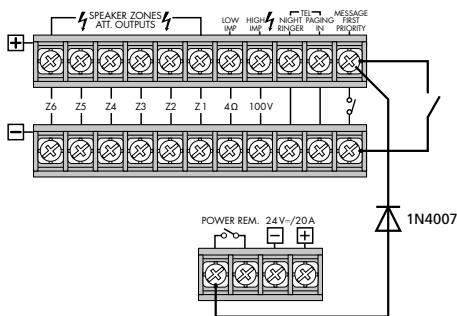 SPEAKER ZONES
ATT. OUTPUTS
LOW
IMP
HIGH
IMP
TEL
NIGHT
RINGER
PAGING
IN
MESSAGE
FIRST
PRIORITY
+
Z6 Z5 Z4 Z3 Z2 Z1 4Ω 100V
−
POWER REM. 24V⎓/20A
− +
1N4007